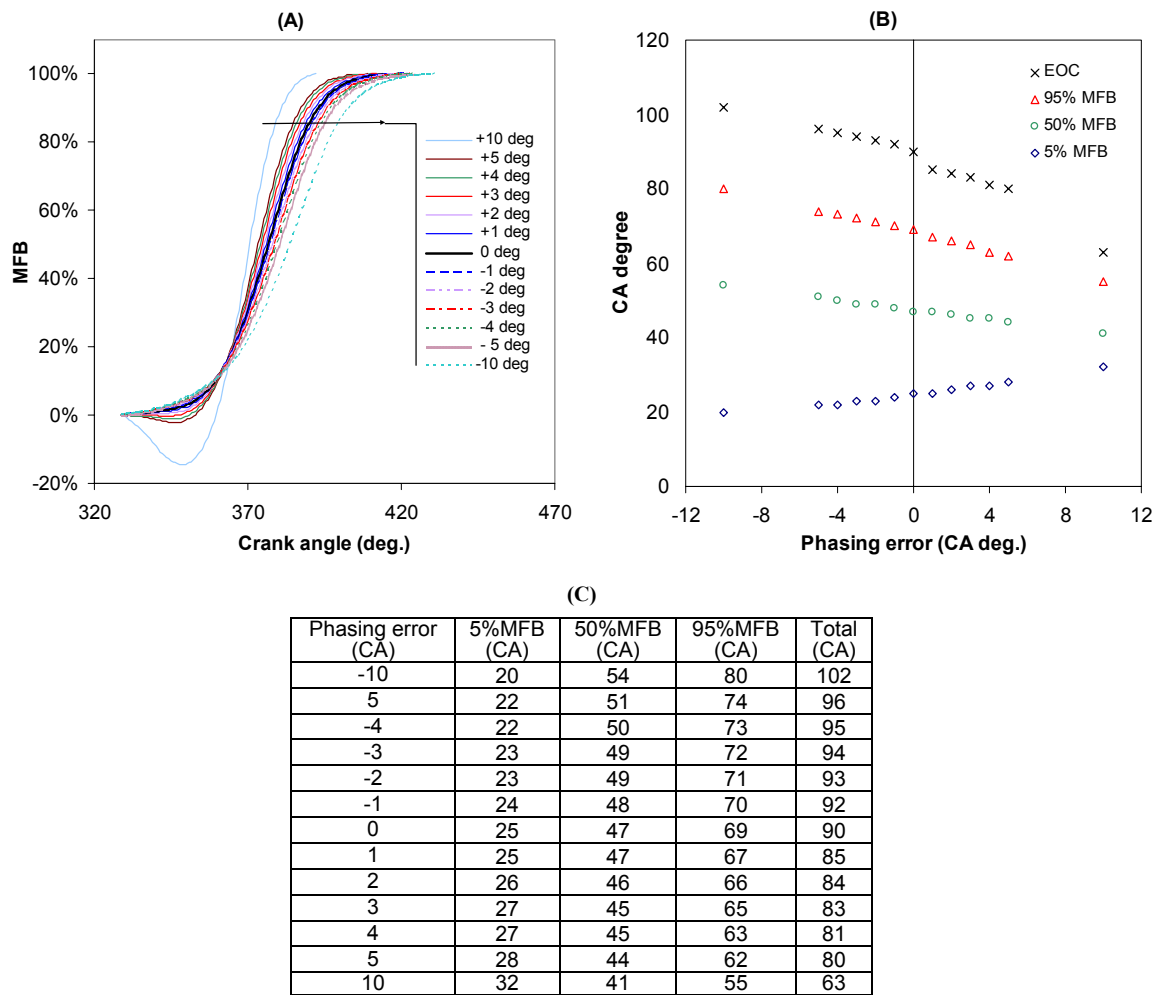 (A)
100%
80%
60%
40%
20%
0%
-20%
MFB
320 370 420 470
Crank angle (deg.)
+10 deg
+5 deg
+4 deg
+3 deg
+2 deg
+1 deg
0 deg
-1 deg
-2 deg
-3 deg
-4 deg
- 5 deg
-10 deg
(B)
120
100
80
60
40
20
0
CA degree
-12 -8 -4 0 4 8 12
Phasing error (CA deg.)
EOC
95% MFB
50% MFB
5% MFB
(C)
Phasing error (CA) 5%MFB (CA) 50%MFB (CA) 95%MFB (CA) Total (CA)
-10 20 54 80 102
5 22 51 74 96
-4 22 50 73 95
-3 23 49 72 94
-2 23 49 71 93
-1 24 48 70 92
0 25 47 69 90
1 25 47 67 85
2 26 46 66 84
3 27 45 65 83
4 27 45 63 81
5 28 44 62 80
10 32 41 55 63